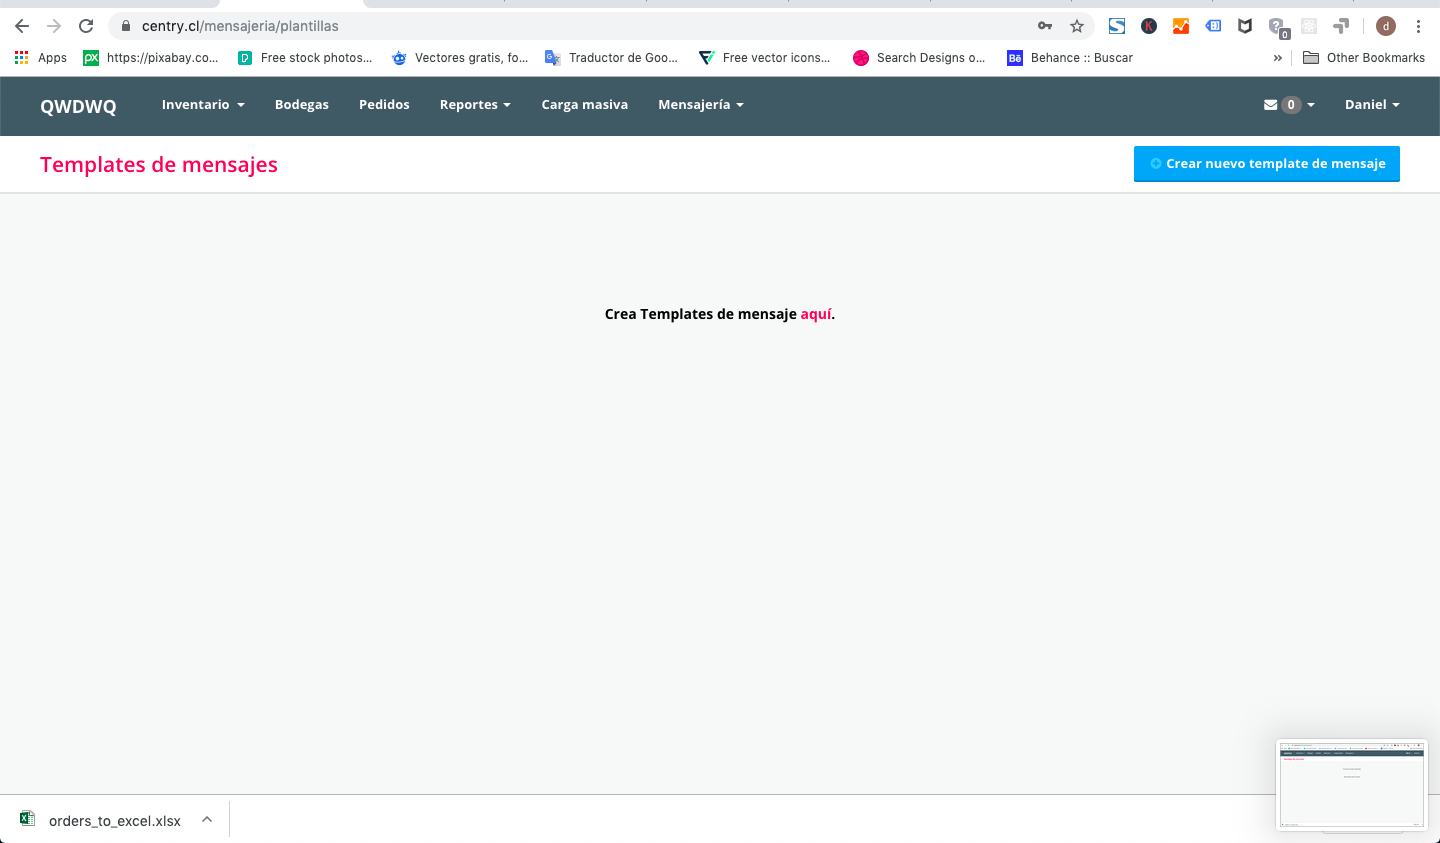 centry.cl/mensajeria/plantillas
0
d
Apps
https://pixabay.co...
Free stock photos...
Vectores gratis, fo...
Traductor de Goo...
Free vector icons...
Search Designs o...
Behance :: Buscar
»
Other Bookmarks
QWDWQ
Inventario
Bodegas
Pedidos
Reportes
Carga masiva
Mensajería
0
Daniel
Templates de mensajes
Crear nuevo template de mensaje
Crea Templates de mensaje aquí.
orders_to_excel.xlsx